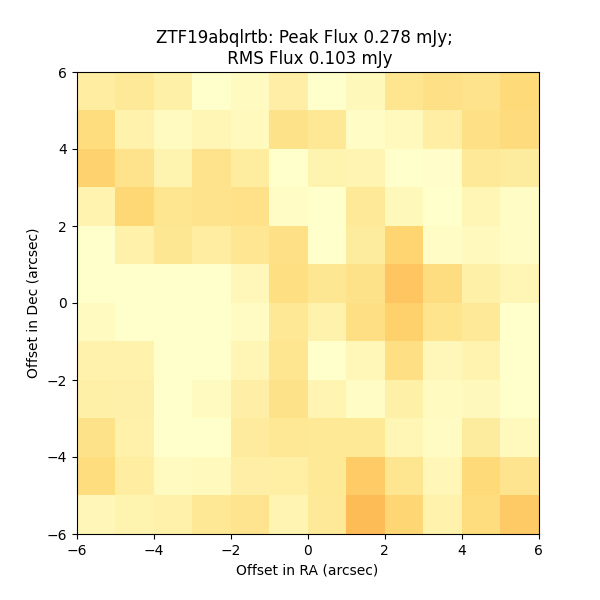 ZTF19abqlrtb: Peak Flux 0.278 mJy;
RMS Flux 0.103 mJy
6
4
2
0
−2
−4
−6
Offset in Dec (arcsec)
−6 −4 −2 0 2 4 6
Offset in RA (arcsec)